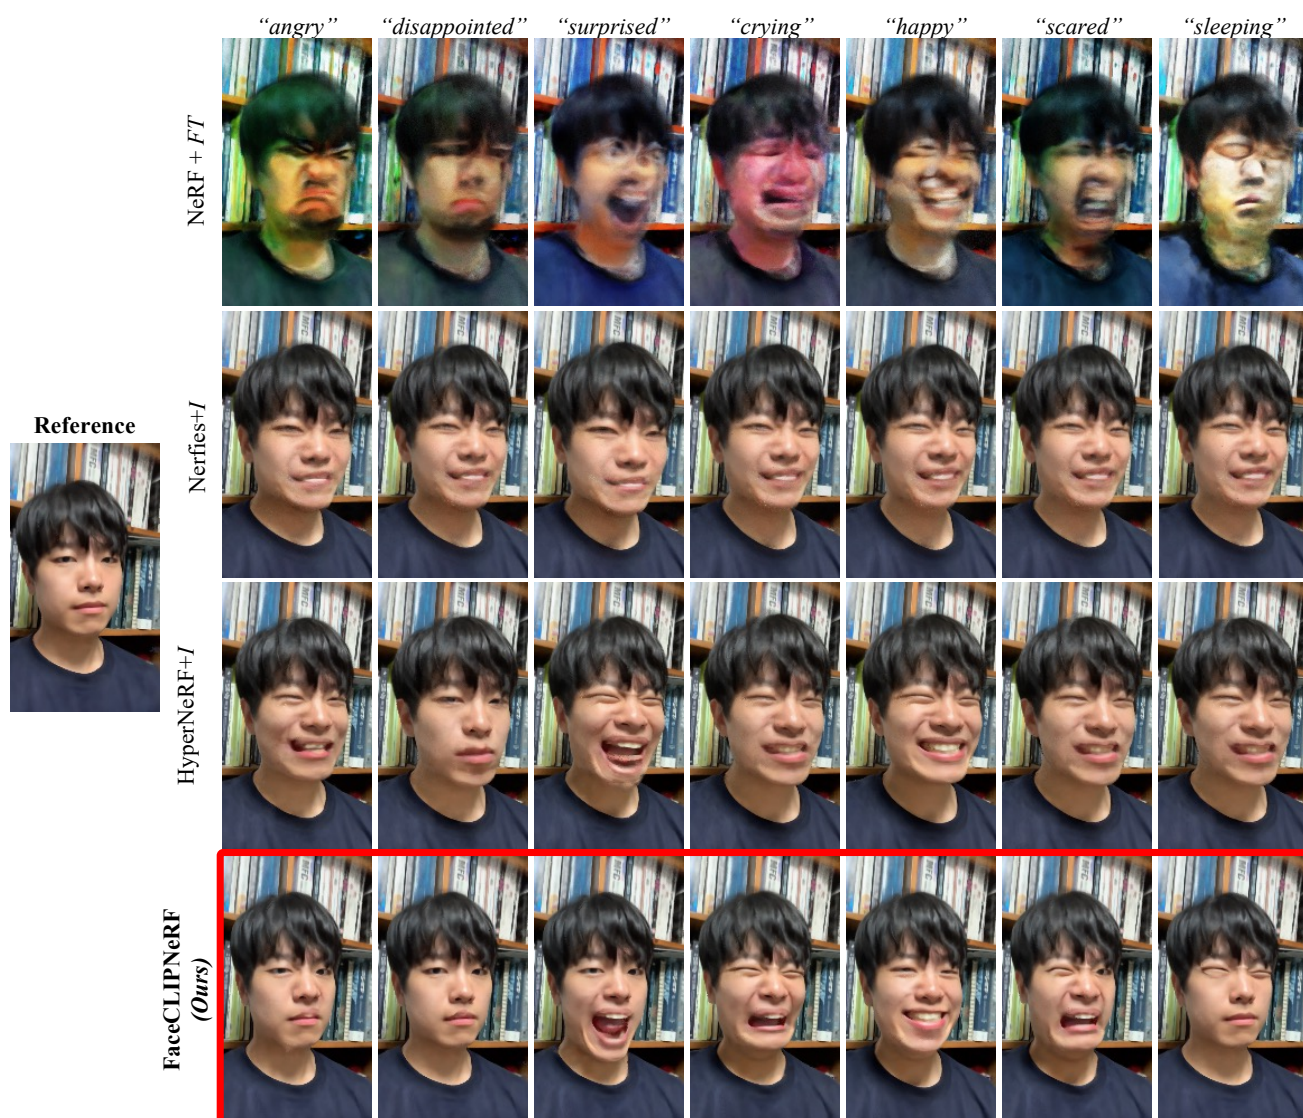 “angry” “disappointed” “surprised” “crying” “happy” “scared” “sleeping”
NeRF + FT
Nerfies+I
Reference
HyperNeRF+I
FaceCLIPNeRF
(Ours)